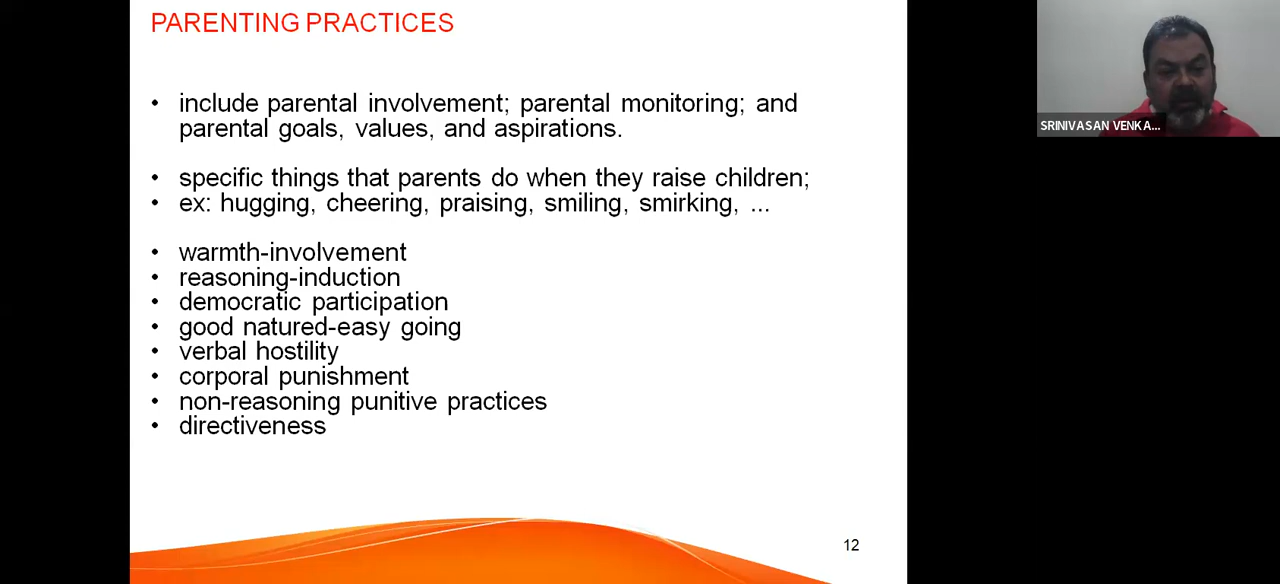 PARENTING PRACTICES
• include parental involvement; parental monitoring; and
parental goals, values, and aspirations.
• specific things that parents do when they raise children;
• ex: hugging, cheering, praising, smiling, smirking, ...
• warmth-involvement
• reasoning-induction
• democratic participation
• good natured-easy going
• verbal hostility
• corporal punishment
• non-reasoning punitive practices
• directiveness
12
SRINIVASAN VENKA...